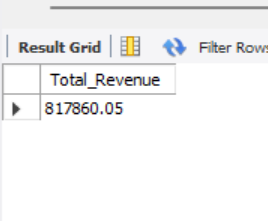 Result Grid Filter Rows
Total_Revenue
817860.05